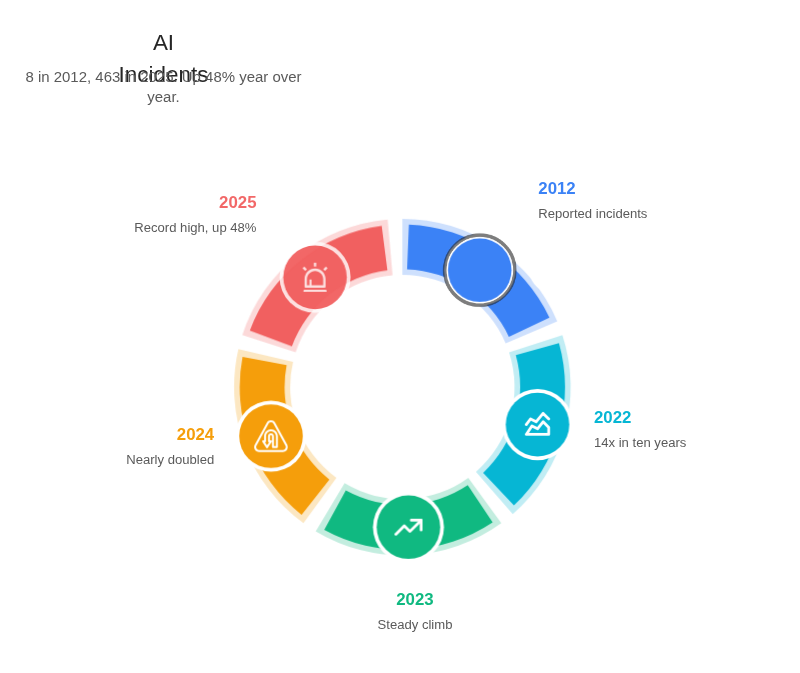 AI
Incidents
8 in 2012, 463 in 2025. Up 48% year over
year.
2012
Reported incidents
2025
Record high, up 48%
2022
14x in ten years
2024
Nearly doubled
2023
Steady climb